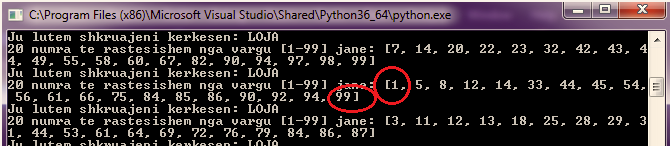 C:\Program Files (x86)\Microsoft Visual Studio\Shared\Python36_64\python.exe
Ju lutem shkruajeni kerkesen: LOJA
20 numra te rastesishem nga vargu [1-99] jane: [7, 14, 20, 22, 23, 32, 42, 43, 4
4, 49, 55, 58, 60, 67, 82, 90, 94, 97, 98, 99]
Ju lutem shkruajeni kerkesen: LOJA
20 numra te rastesishem nga vargu [1-99] jane: [1, 5, 8, 12, 14, 33, 44, 45, 54,
 56, 61, 66, 75, 84, 85, 86, 90, 92, 94, 99]
Ju lutem shkruajeni kerkesen: LOJA
20 numra te rastesishem nga vargu [1-99] jane: [3, 11, 12, 13, 18, 25, 28, 29, 3
1, 44, 53, 61, 64, 69, 72, 76, 79, 84, 86, 87]